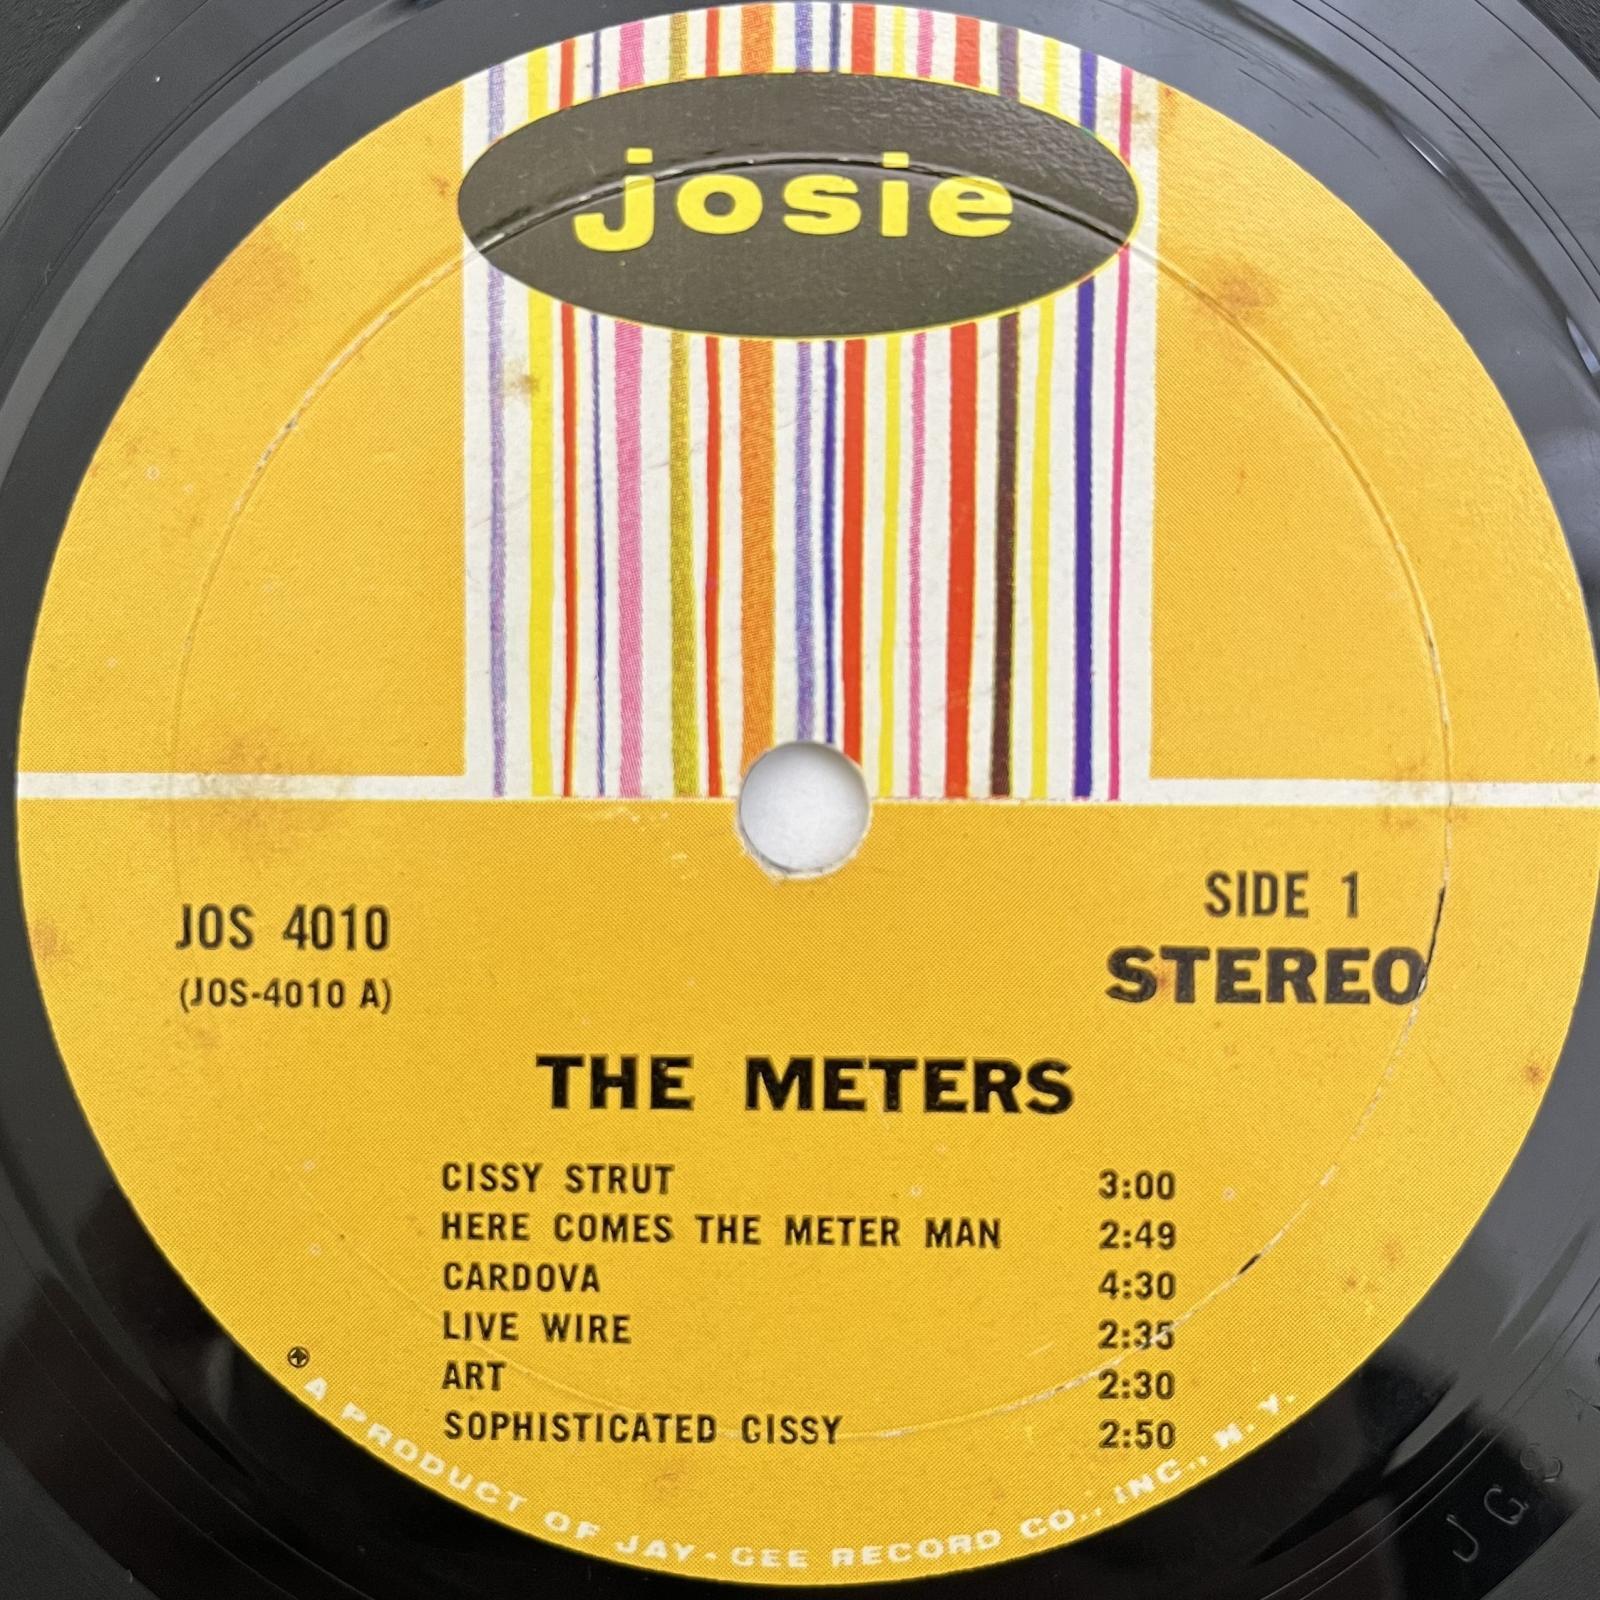 josie
JOS 4010
(JOS-4010 A)
SIDE 1
STEREO
THE METERS
CISSY STRUT 3:00
HERE COMES THE METER MAN 2:49
CARDOVA 4:30
LIVE WIRE 2:35
ART 2:30
SOPHISTICATED CISSY 2:50
A PRODUCT OF JAY-GEE RECORD CO., INC., N. Y.
J G S